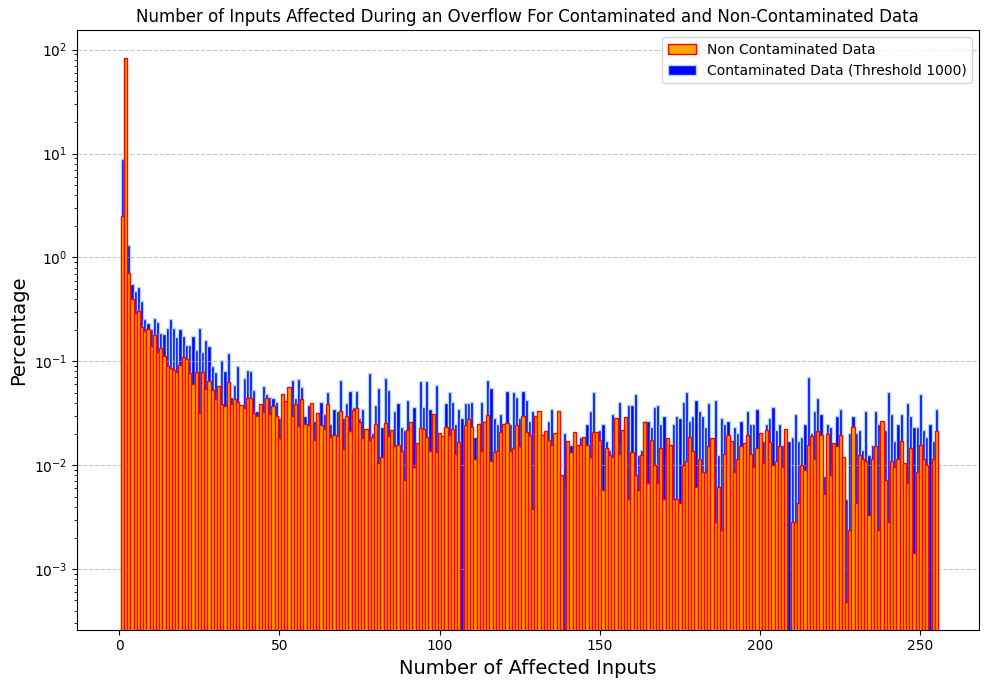 Number of Inputs Affected During an Overflow For Contaminated and Non-Contaminated Data
Non Contaminated Data
Contaminated Data (Threshold 1000)
Percentage
10²
10¹
10⁰
10⁻¹
10⁻²
10⁻³
0 50 100 150 200 250
Number of Affected Inputs